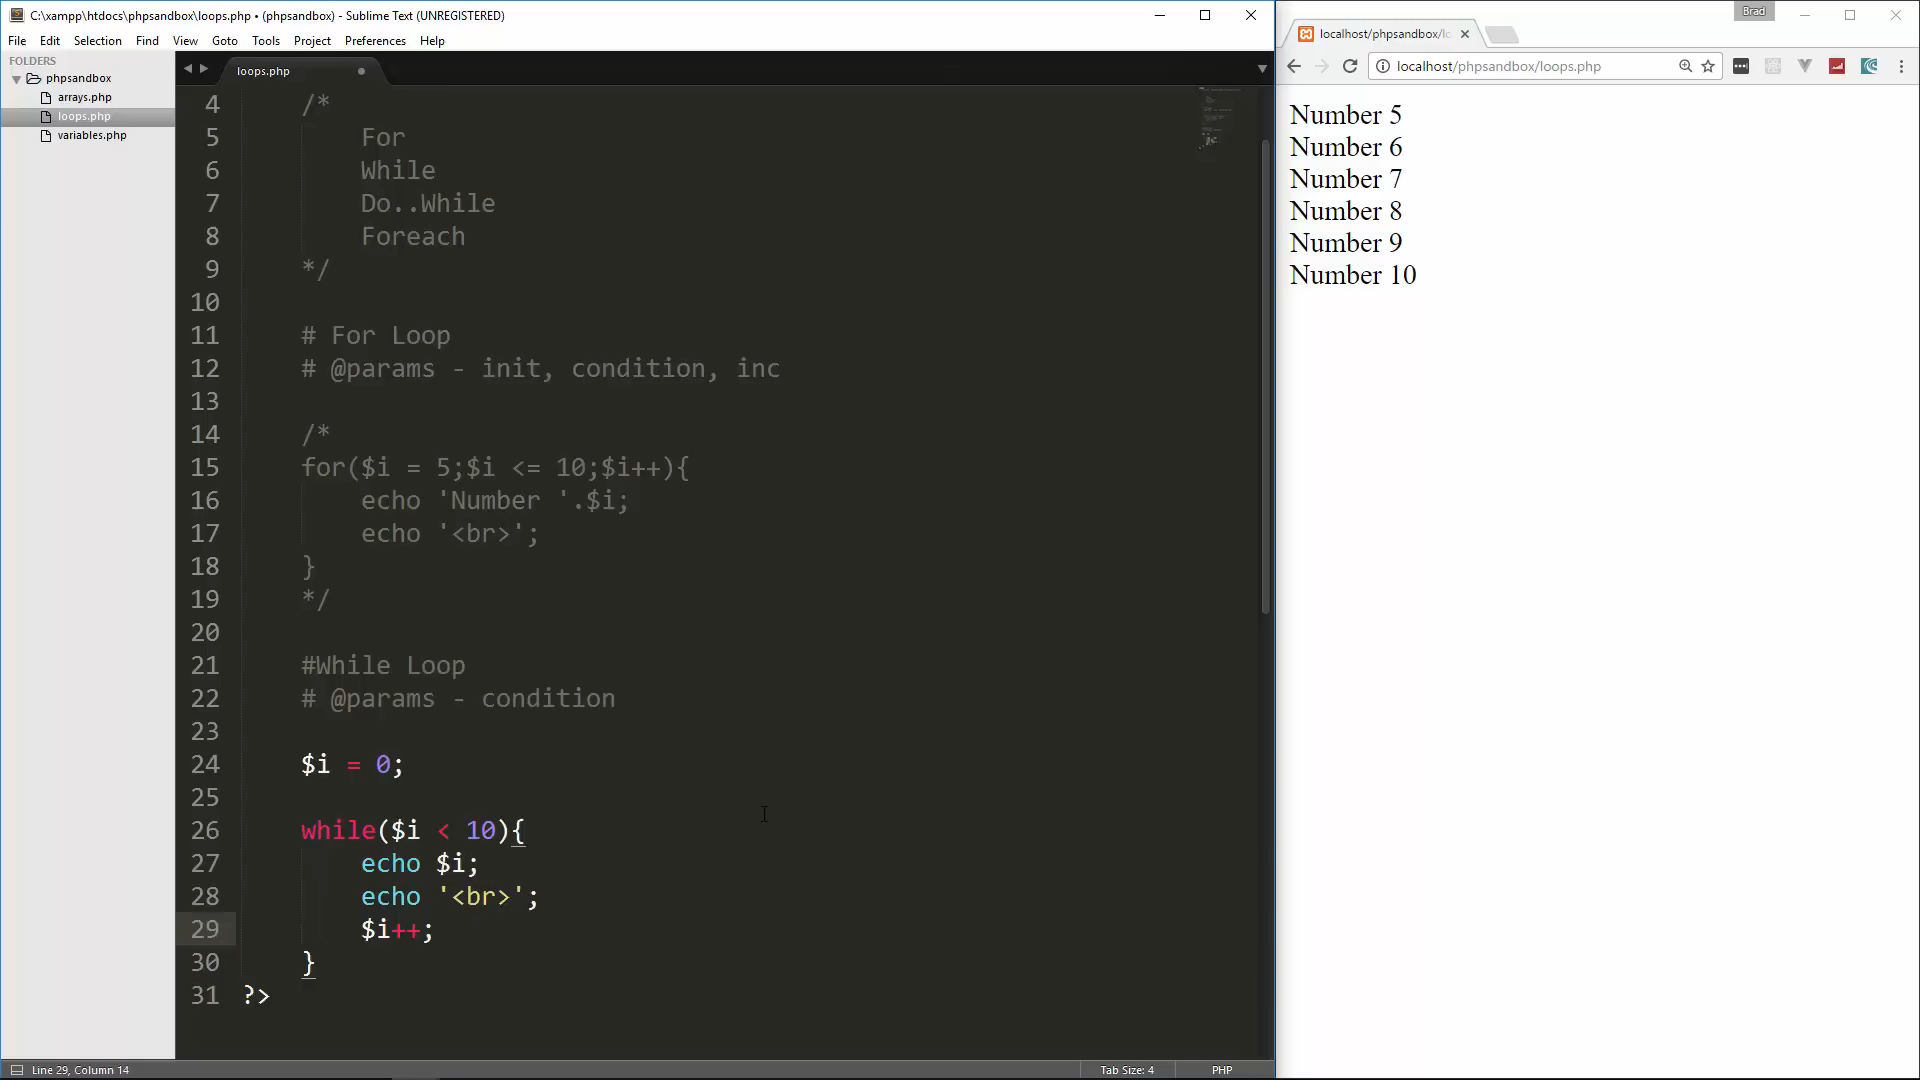 C:\xampp\htdocs\phpsandbox\loops.php • (phpsandbox) - Sublime Text (UNREGISTERED)
File Edit Selection Find View Goto Tools Project Preferences Help
FOLDERS
phpsandbox
arrays.php
loops.php
variables.php
loops.php
4 /*
5 For
6 While
7 Do..While
8 Foreach
9 */
10
11 # For Loop
12 # @params - init, condition, inc
13
14 /*
15 for($i = 5;$i <= 10;$i++){
16 echo 'Number '.$i;
17 echo '<br>';
18 }
19 */
20
21 #While Loop
22 # @params - condition
23
24 $i = 0;
25
26 while($i < 10){
27 echo $i;
28 echo '<br>';
29 $i++;
30 }
31 ?>
Line 29, Column 14
Tab Size: 4
PHP
Brad
localhost/phpsandbox/lo
localhost/phpsandbox/loops.php
Number 5
Number 6
Number 7
Number 8
Number 9
Number 10